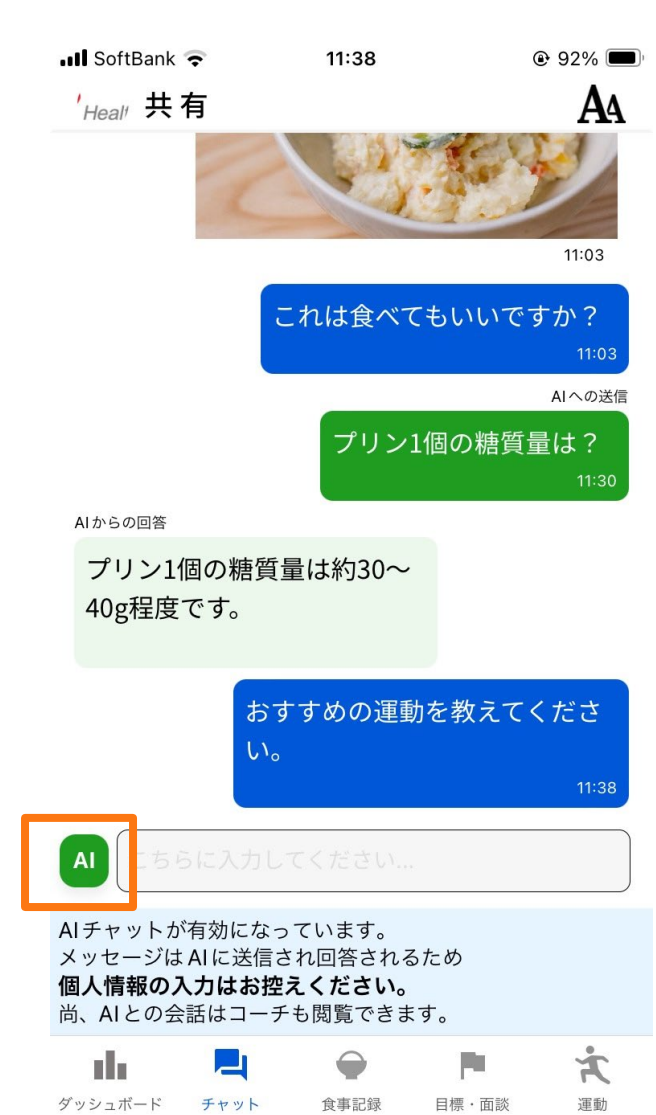 SoftBank 11:38 92%
Heal 共有 AA
11:03
これは食べてもいいですか？
11:03
AIへの送信
プリン1個の糖質量は？
11:30
AIからの回答
プリン1個の糖質量は約30〜
40g程度です。
おすすめの運動を教えてくださ
い。
11:38
AI こちらに入力してください...
AIチャットが有効になっています。
メッセージはAIに送信され回答されるため
個人情報の入力はお控えください。
尚、AIとの会話はコーチも閲覧できます。
ダッシュボード チャット 食事記録 目標・面談 運動